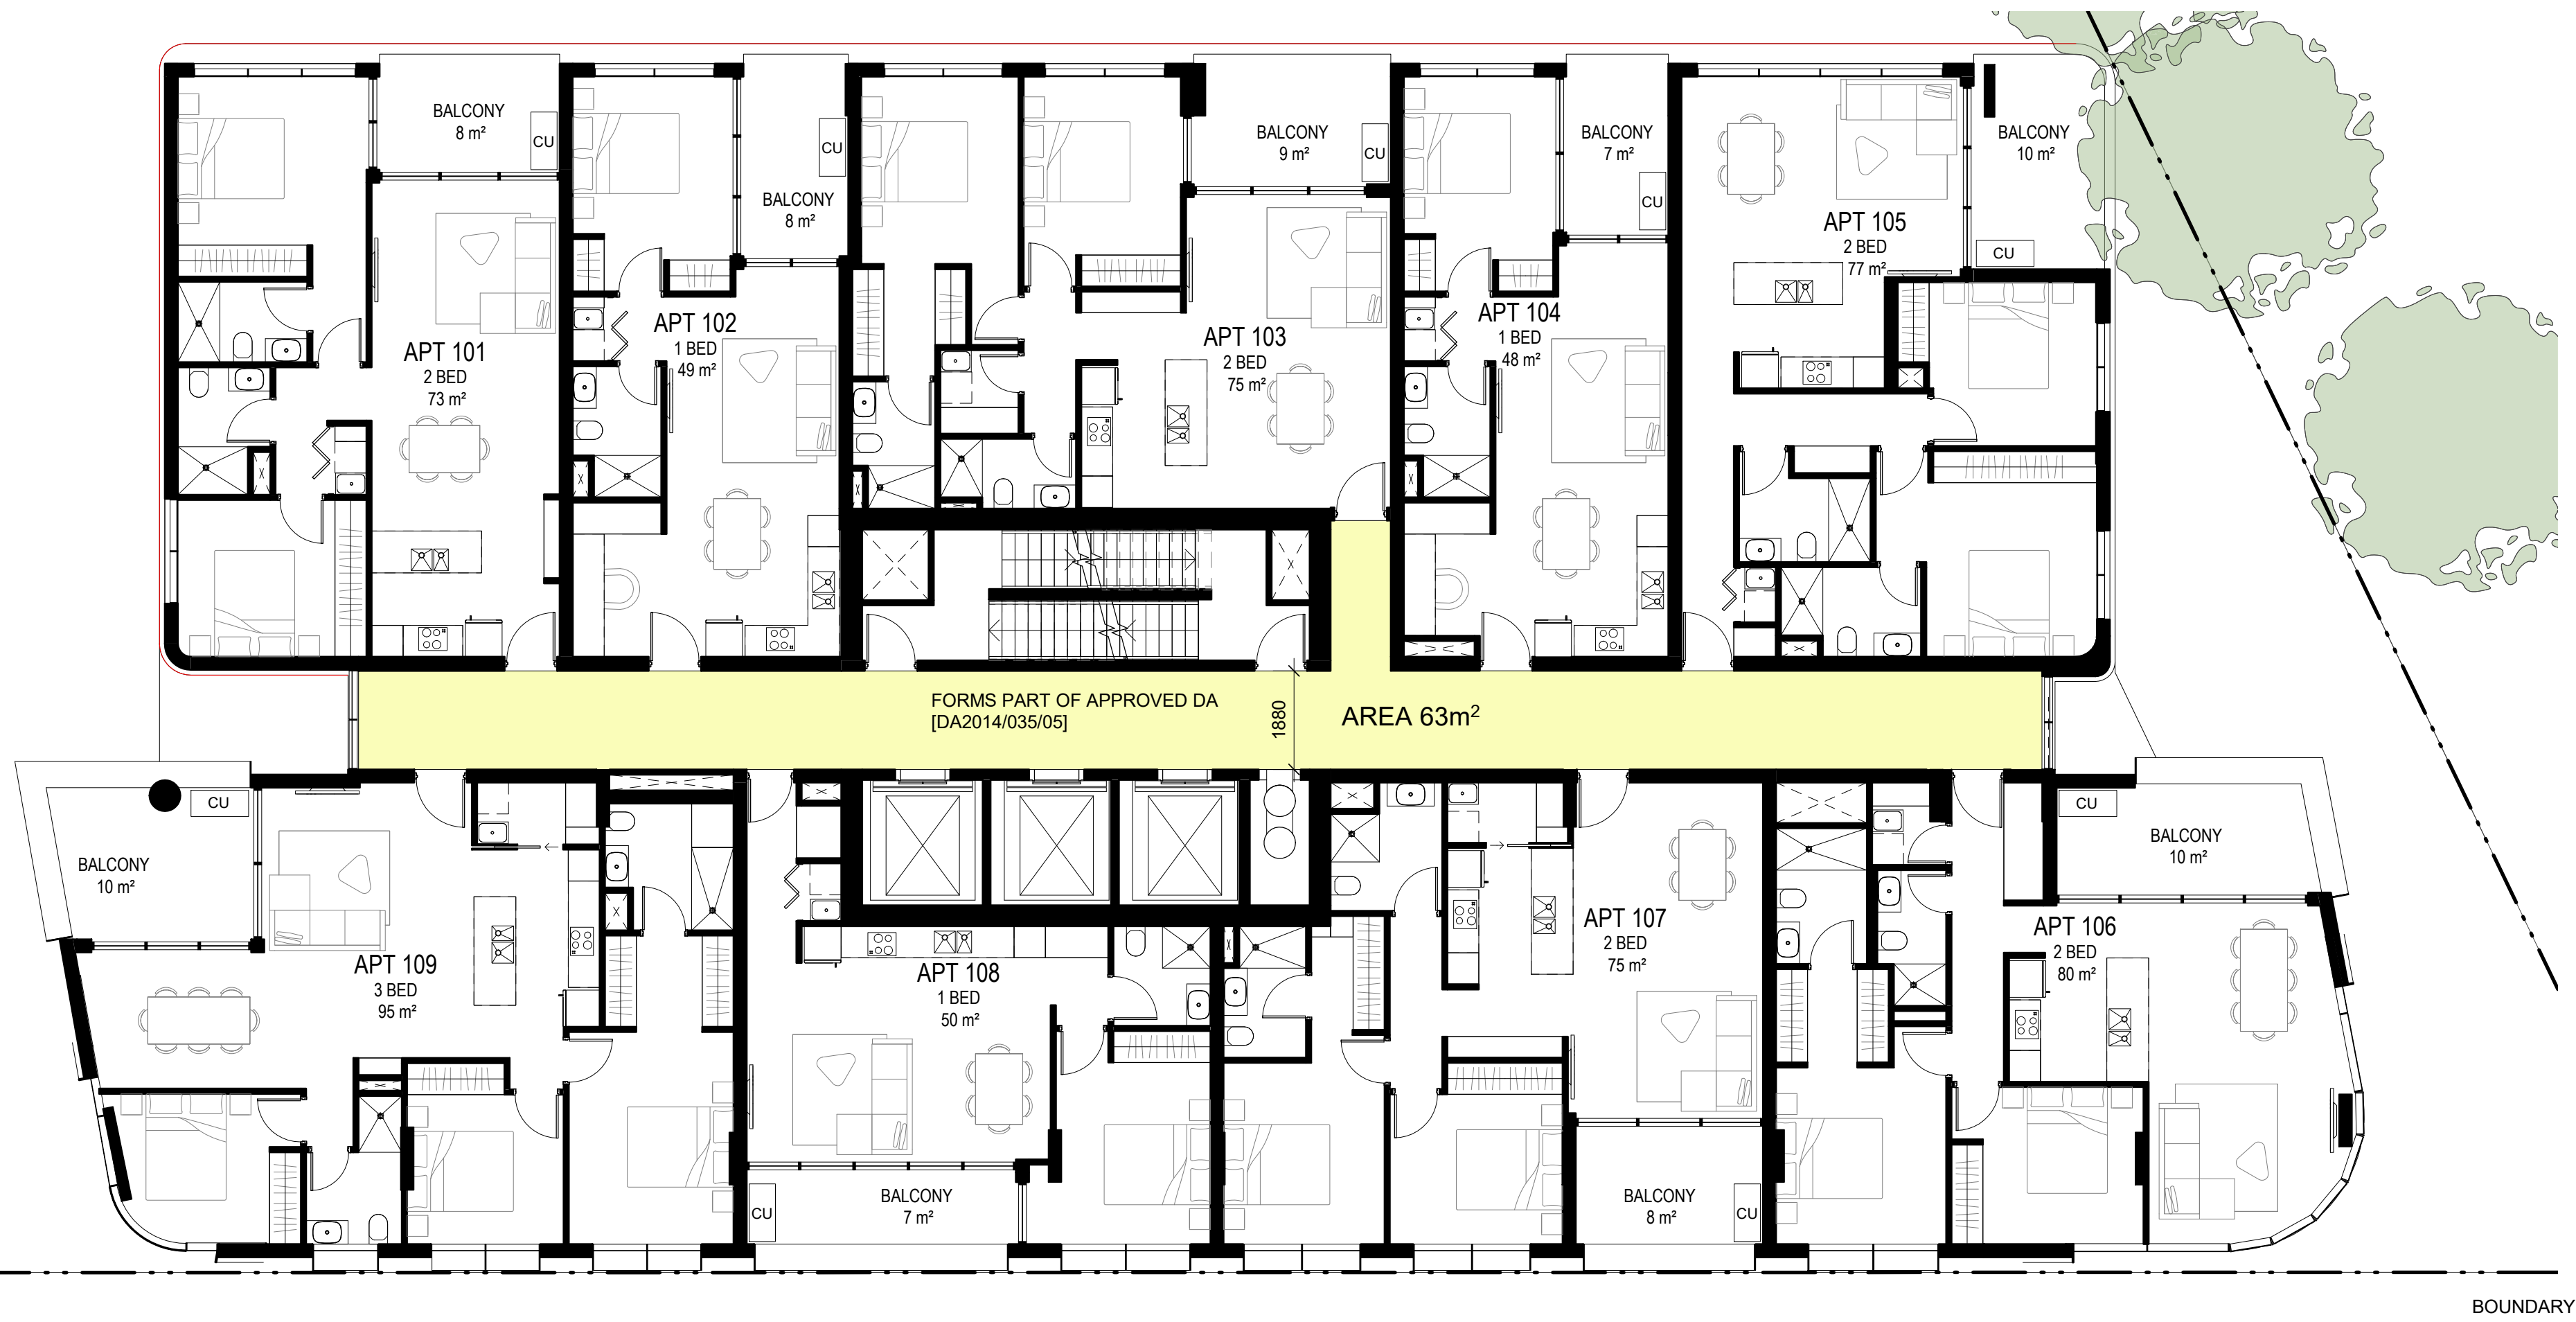 BALCONY
8 m²
CU
CU
BALCONY
8 m²
BALCONY
9 m²
CU
BALCONY
7 m²
CU
BALCONY
10 m²
CU
APT 101
2 BED
73 m²
APT 102
1 BED
49 m²
APT 103
2 BED
75 m²
APT 104
1 BED
48 m²
APT 105
2 BED
77 m²
FORMS PART OF APPROVED DA
[DA2014/035/05]
1880
AREA 63m²
CU
BALCONY
10 m²
APT 109
3 BED
95 m²
APT 108
1 BED
50 m²
CU
BALCONY
7 m²
APT 107
2 BED
75 m²
BALCONY
8 m²
CU
CU
BALCONY
10 m²
APT 106
2 BED
80 m²
BOUNDARY